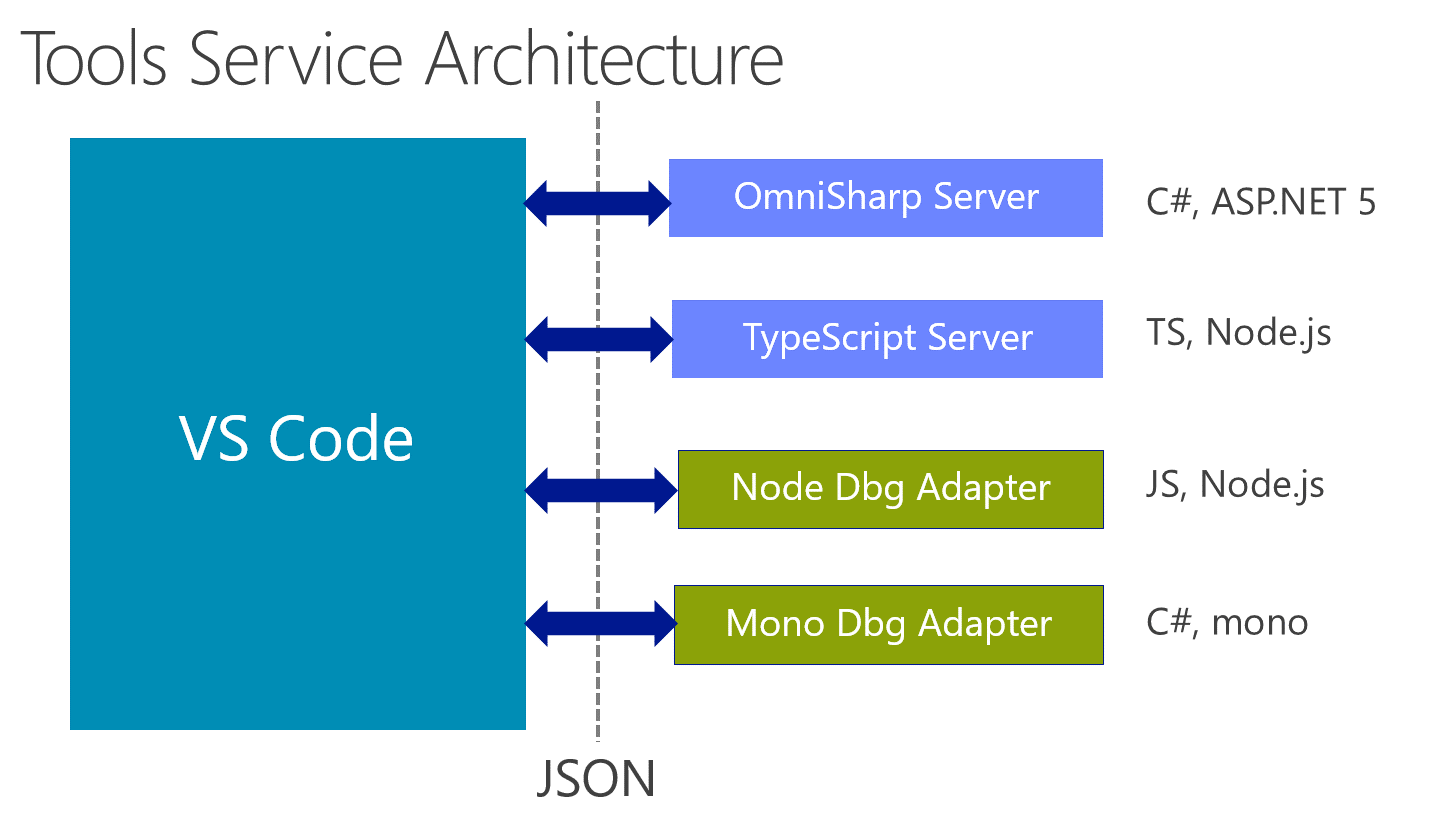 Tools Service Architecture
OmniSharp Server
C#, ASP.NET 5
TypeScript Server
TS, Node.js
VS Code
Node Dbg Adapter
JS, Node.js
Mono Dbg Adapter
C#, mono
JSON